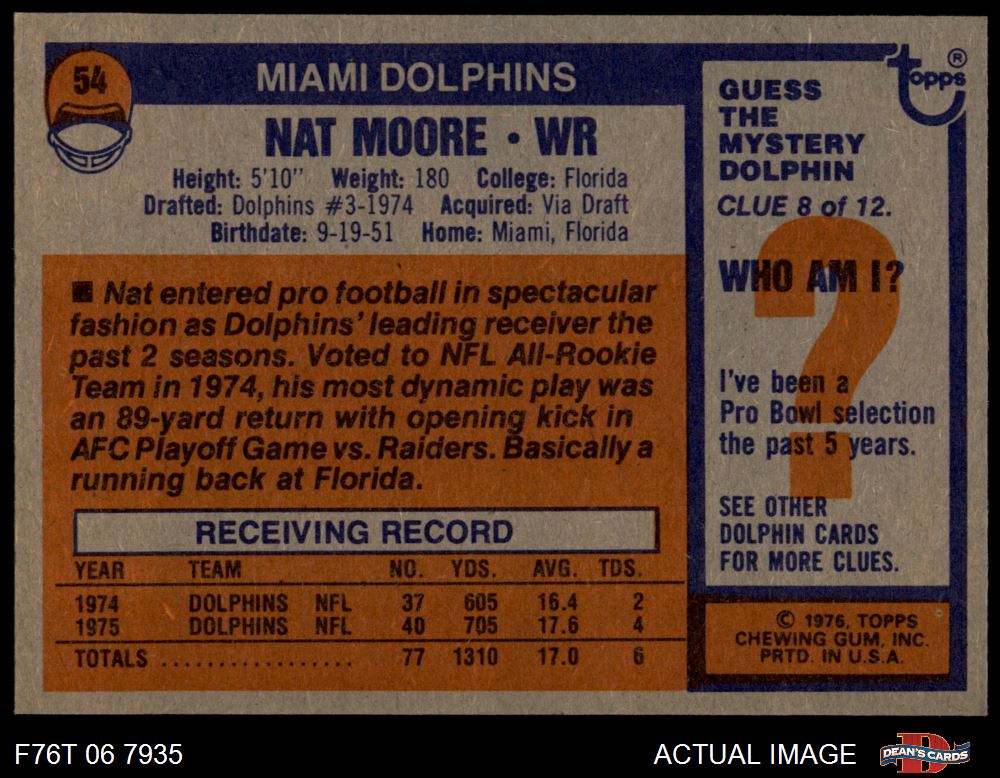 54
MIAMI DOLPHINS
NAT MOORE • WR
Height: 5'10" Weight: 180 College: Florida
Drafted: Dolphins #3-1974 Acquired: Via Draft
Birthdate: 9-19-51 Home: Miami, Florida
■ Nat entered pro football in spectacular
fashion as Dolphins' leading receiver the
past 2 seasons. Voted to NFL All-Rookie
Team in 1974, his most dynamic play was
an 89-yard return with opening kick in
AFC Playoff Game vs. Raiders. Basically a
running back at Florida.
RECEIVING RECORD
YEAR TEAM NO. YDS. AVG. TDS.
1974 DOLPHINS NFL 37 605 16.4 2
1975 DOLPHINS NFL 40 705 17.6 4
TOTALS .................. 77 1310 17.0 6
topps ®
GUESS
THE
MYSTERY
DOLPHIN
CLUE 8 of 12.
WHO AM I?
?
I've been a
Pro Bowl selection
the past 5 years.
SEE OTHER
DOLPHIN CARDS
FOR MORE CLUES.
© 1976, TOPPS
CHEWING GUM, INC.
PRTD. IN U.S.A.
F76T 06 7935
ACTUAL IMAGE
D
DEAN'S CARDS